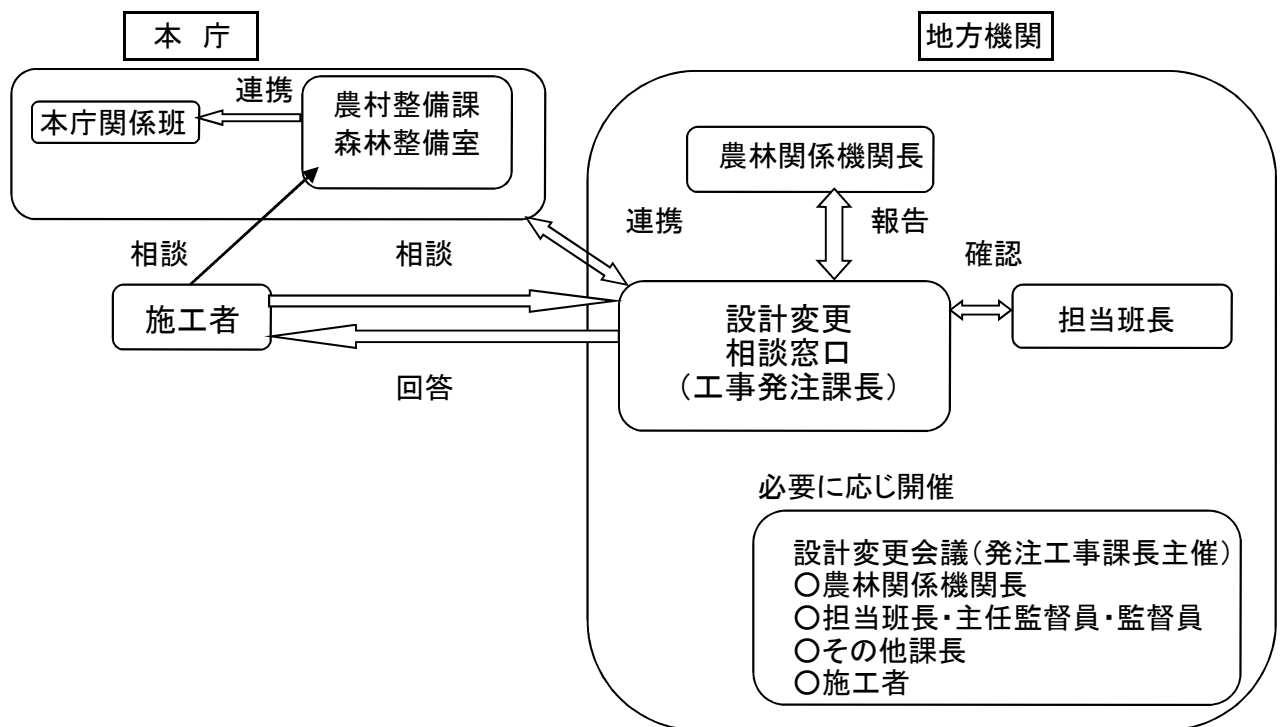 本 庁
地方機関
連携
農村整備課
森林整備室
本庁関係班
農林関係機関長
連携
報告
確認
相談
相談
施工者
設計変更
相談窓口
（工事発注課長）
担当班長
回答
必要に応じ開催
設計変更会議（発注工事課長主催）
○農林関係機関長
○担当班長・主任監督員・監督員
○その他課長
○施工者